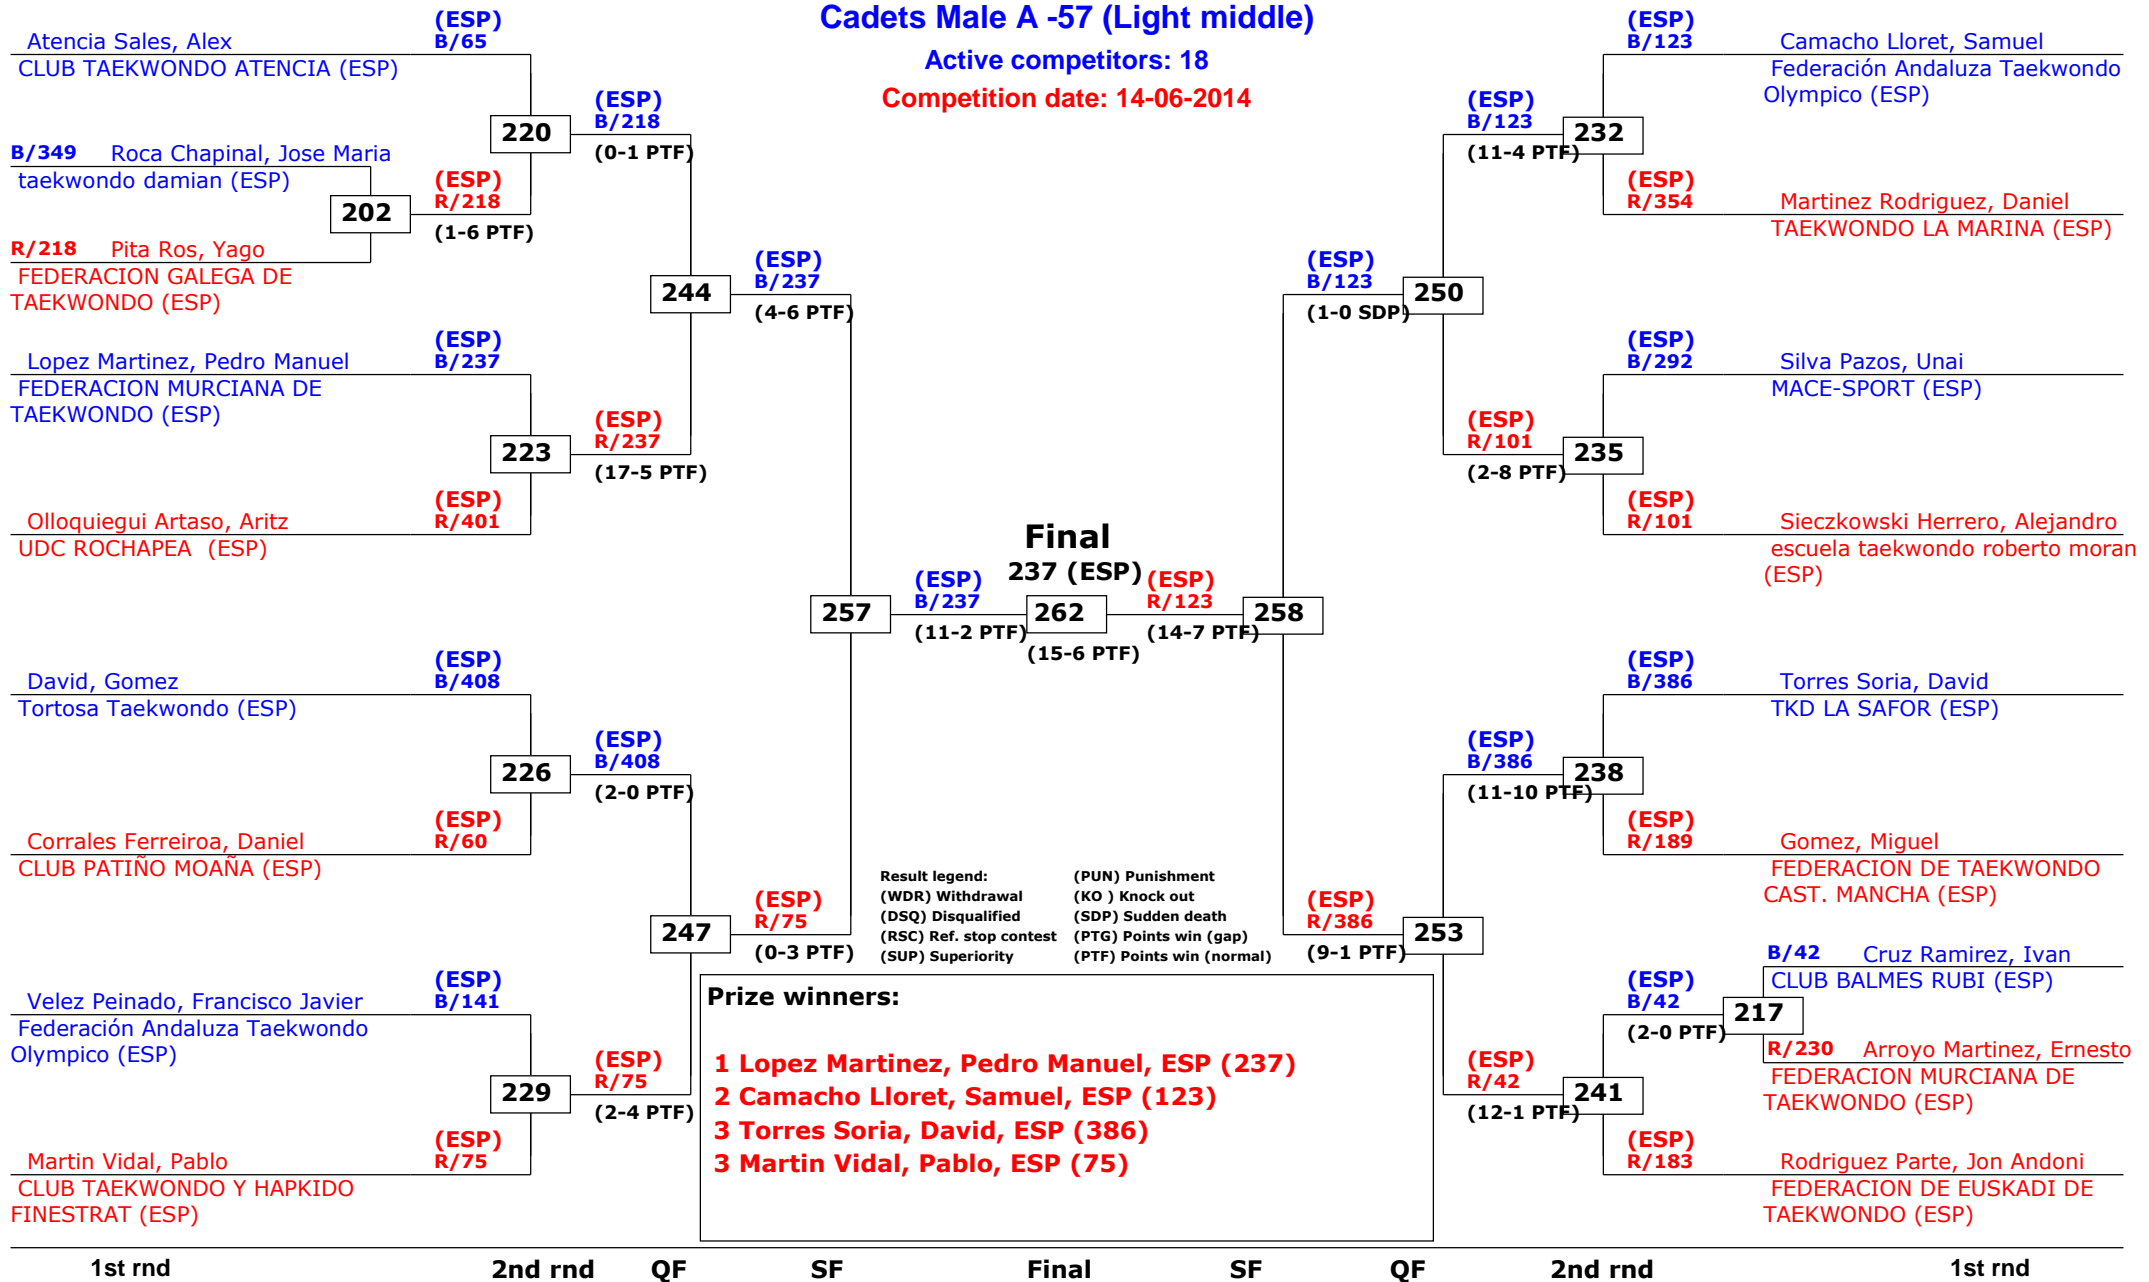 Cadets Male A -57 (Light middle)
Active competitors: 18
Competition date: 14-06-2014
(ESP)
Atencia Sales, Alex B/65
CLUB TAEKWONDO ATENCIA (ESP)
220
(ESP)
B/218
(0-1 PTF)
B/349 Roca Chapinal, Jose Maria
taekwondo damian (ESP)
202
(ESP)
R/218
(1-6 PTF)
R/218 Pita Ros, Yago
FEDERACION GALEGA DE
TAEKWONDO (ESP)
244
(ESP)
B/237
(4-6 PTF)
(ESP)
Lopez Martinez, Pedro Manuel B/237
FEDERACION MURCIANA DE
TAEKWONDO (ESP)
223
(ESP)
R/237
(17-5 PTF)
(ESP)
Olloquiegui Artaso, Aritz R/401
UDC ROCHAPEA (ESP)
257
(ESP)
B/237
(11-2 PTF)
(ESP)
David, Gomez B/408
Tortosa Taekwondo (ESP)
226
(ESP)
B/408
(2-0 PTF)
(ESP)
Corrales Ferreiroa, Daniel R/60
CLUB PATIÑO MOAÑA (ESP)
247
(ESP)
R/75
(0-3 PTF)
(ESP)
Velez Peinado, Francisco Javier B/141
Federación Andaluza Taekwondo
Olympico (ESP)
229
(ESP)
R/75
(2-4 PTF)
(ESP)
Martin Vidal, Pablo R/75
CLUB TAEKWONDO Y HAPKIDO
FINESTRAT (ESP)
Final
237 (ESP)
262
(15-6 PTF)
(ESP)
R/123
(14-7 PTF)
258
(ESP)
B/123 Camacho Lloret, Samuel
Federación Andaluza Taekwondo
Olympico (ESP)
(ESP)
B/123
(11-4 PTF)
232
(ESP)
R/354 Martinez Rodriguez, Daniel
TAEKWONDO LA MARINA (ESP)
(ESP)
B/123
(1-0 SDP)
250
(ESP)
B/292 Silva Pazos, Unai
MACE-SPORT (ESP)
(ESP)
R/101
(2-8 PTF)
235
(ESP)
R/101 Sieczkowski Herrero, Alejandro
escuela taekwondo roberto moran
(ESP)
(ESP)
B/386 Torres Soria, David
TKD LA SAFOR (ESP)
(ESP)
B/386
(11-10 PTF)
238
(ESP)
R/189 Gomez, Miguel
FEDERACION DE TAEKWONDO
CAST. MANCHA (ESP)
(ESP)
R/386
(9-1 PTF)
253
B/42 Cruz Ramirez, Ivan
CLUB BALMES RUBI (ESP)
(ESP)
B/42
(2-0 PTF)
217
R/230 Arroyo Martinez, Ernesto
FEDERACION MURCIANA DE
TAEKWONDO (ESP)
(ESP)
R/42
(12-1 PTF)
241
(ESP)
R/183 Rodriguez Parte, Jon Andoni
FEDERACION DE EUSKADI DE
TAEKWONDO (ESP)
Result legend: (PUN) Punishment
(WDR) Withdrawal (KO ) Knock out
(DSQ) Disqualified (SDP) Sudden death
(RSC) Ref. stop contest (PTG) Points win (gap)
(SUP) Superiority (PTF) Points win (normal)
Prize winners:
1 Lopez Martinez, Pedro Manuel, ESP (237)
2 Camacho Lloret, Samuel, ESP (123)
3 Torres Soria, David, ESP (386)
3 Martin Vidal, Pablo, ESP (75)
1st rnd 2nd rnd QF SF Final SF QF 2nd rnd 1st rnd